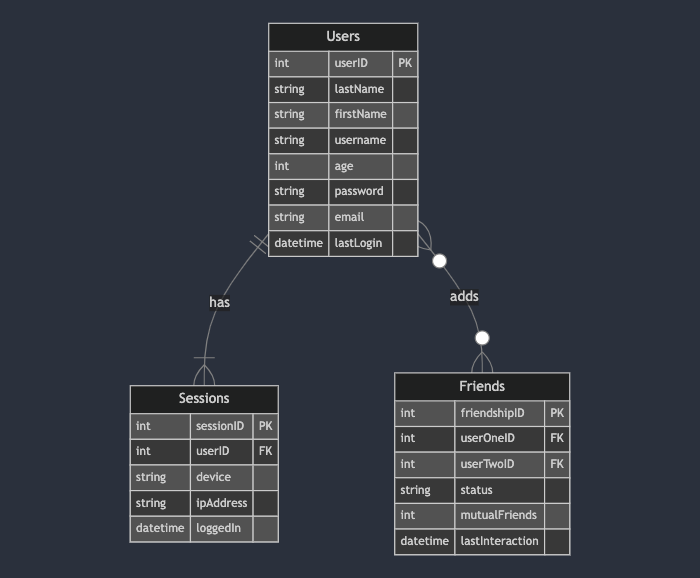 Users
int userID PK
string lastName
string firstName
string username
int age
string password
string email
datetime lastLogin
has
adds
Sessions
int sessionID PK
int userID FK
string device
string ipAddress
datetime loggedIn
Friends
int friendshipID PK
int userOneID FK
int userTwoID FK
string status
int mutualFriends
datetime lastInteraction